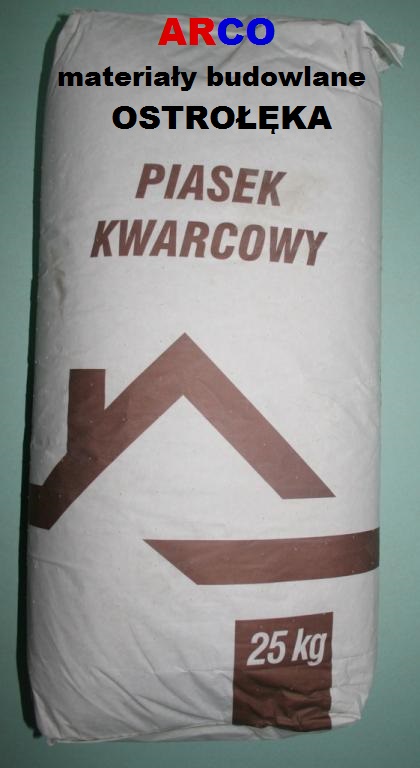 ARCO
materiały budowlane
OSTROŁĘKA
PIASEK
KWARCOWY
25 kg